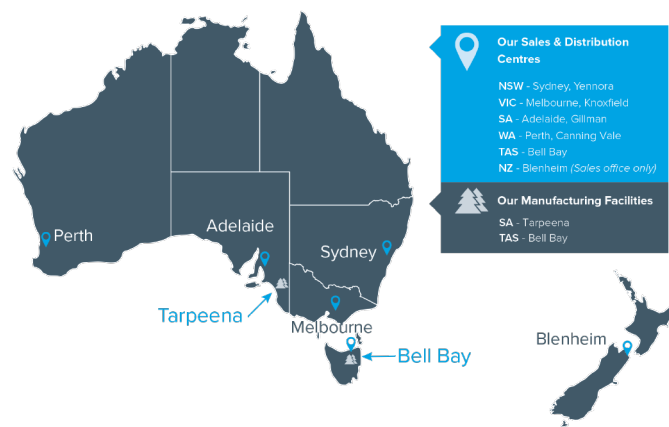 Our Sales & Distribution
Centres
NSW - Sydney, Yennora
VIC - Melbourne, Knoxfield
SA - Adelaide, Gillman
WA - Perth, Canning Vale
TAS - Bell Bay
NZ - Blenheim (Sales office only)
Our Manufacturing Facilities
SA - Tarpeena
TAS - Bell Bay
Perth
Adelaide
Sydney
Tarpeena
Melbourne
Bell Bay
Blenheim